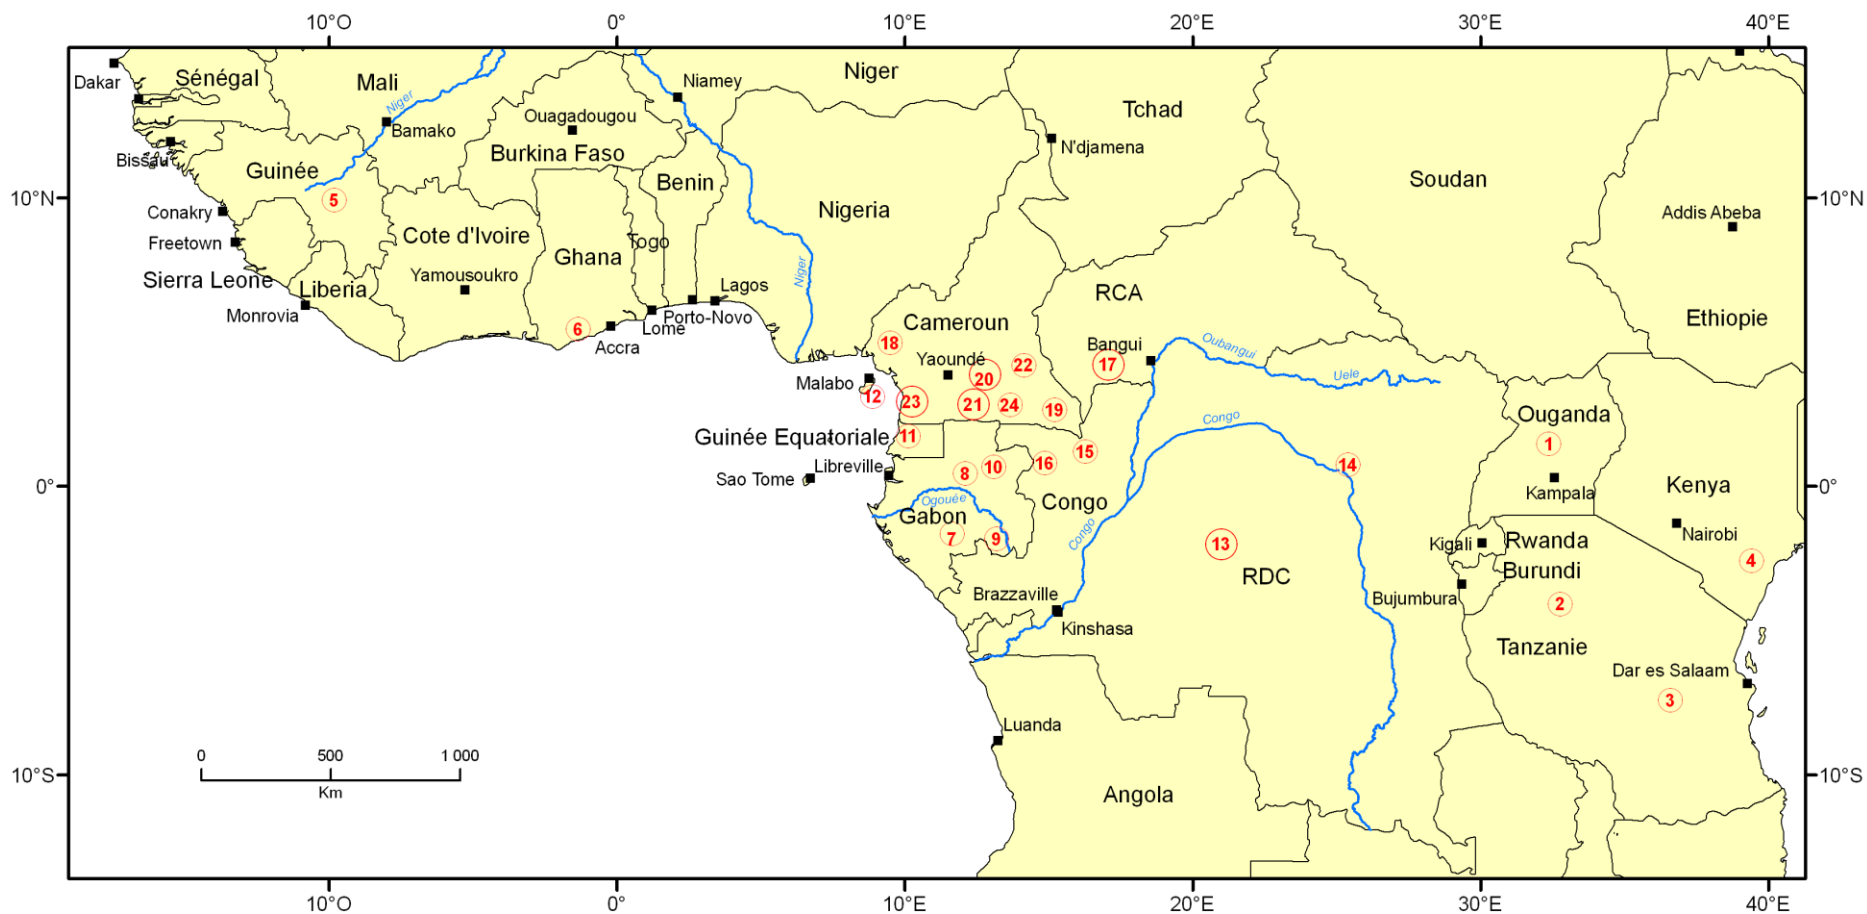 10°O 0° 10°E 20°E 30°E 40°E
Dakar
Sénégal
Mali
Niger
Niamey
Niger
Tchad
Bamako
Ouagadougou
Burkina Faso
N'djamena
Bissau
Guinée
Benin
Soudan
10°N
5
Nigeria
10°N
Conakry
Addis Abeba
Freetown
Cote d'Ivoire
Togo
Ghana
Niger
Sierra Leone
Liberia
Yamousoukro
Lagos
RCA
Monrovia
Porto-Novo
Lome
6
Accra
Cameroun
Ethiopie
18
Yaoundé
Bangui
Oubangui
22
17
20
Uele
Malabo
12
23
21
24
19
Congo
Ouganda
Guinée Equatoriale
11
15
1
Libreville
8
10
16
14
Sao Tome
0°
0°
Kampala
Kenya
Ogouée
Gabon
Congo
7
9
Congo
13
Nairobi
Kigali
Rwanda
4
RDC
Burundi
Brazzaville
Bujumbura
2
Kinshasa
Tanzanie
Dar es Salaam
3
Luanda
0 500 1 000
Km
10°S
Angola
10°S
10°O 0° 10°E 20°E 30°E 40°E